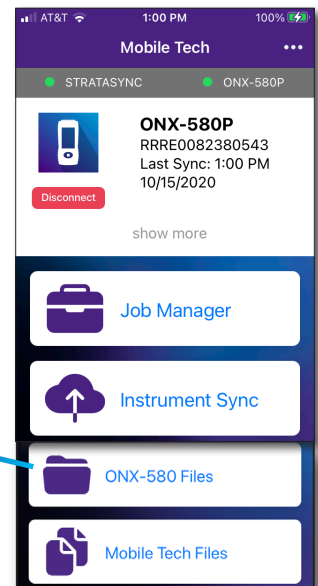 AT&T 1:00 PM 100%
Mobile Tech
STRATASYNC ONX-580P
ONX-580P
RRRE0082380543
Last Sync: 1:00 PM
10/15/2020
Disconnect
show more
Job Manager
Instrument Sync
ONX-580 Files
Mobile Tech Files